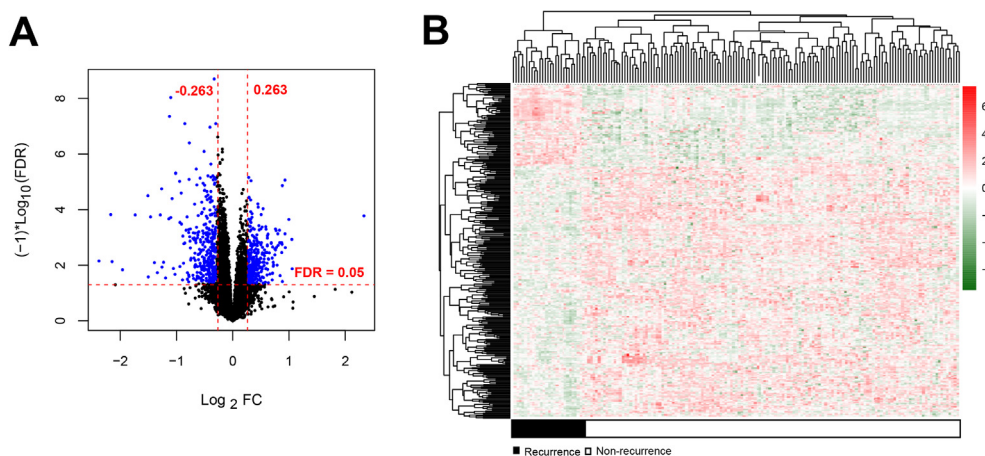 A
B
-0.263
0.263
FDR = 0.05
8
6
4
2
0
(−1)*Log10(FDR)
−2
−1
0
1
2
Log 2 FC
6
4
2
0
Recurrence
Non-recurrence